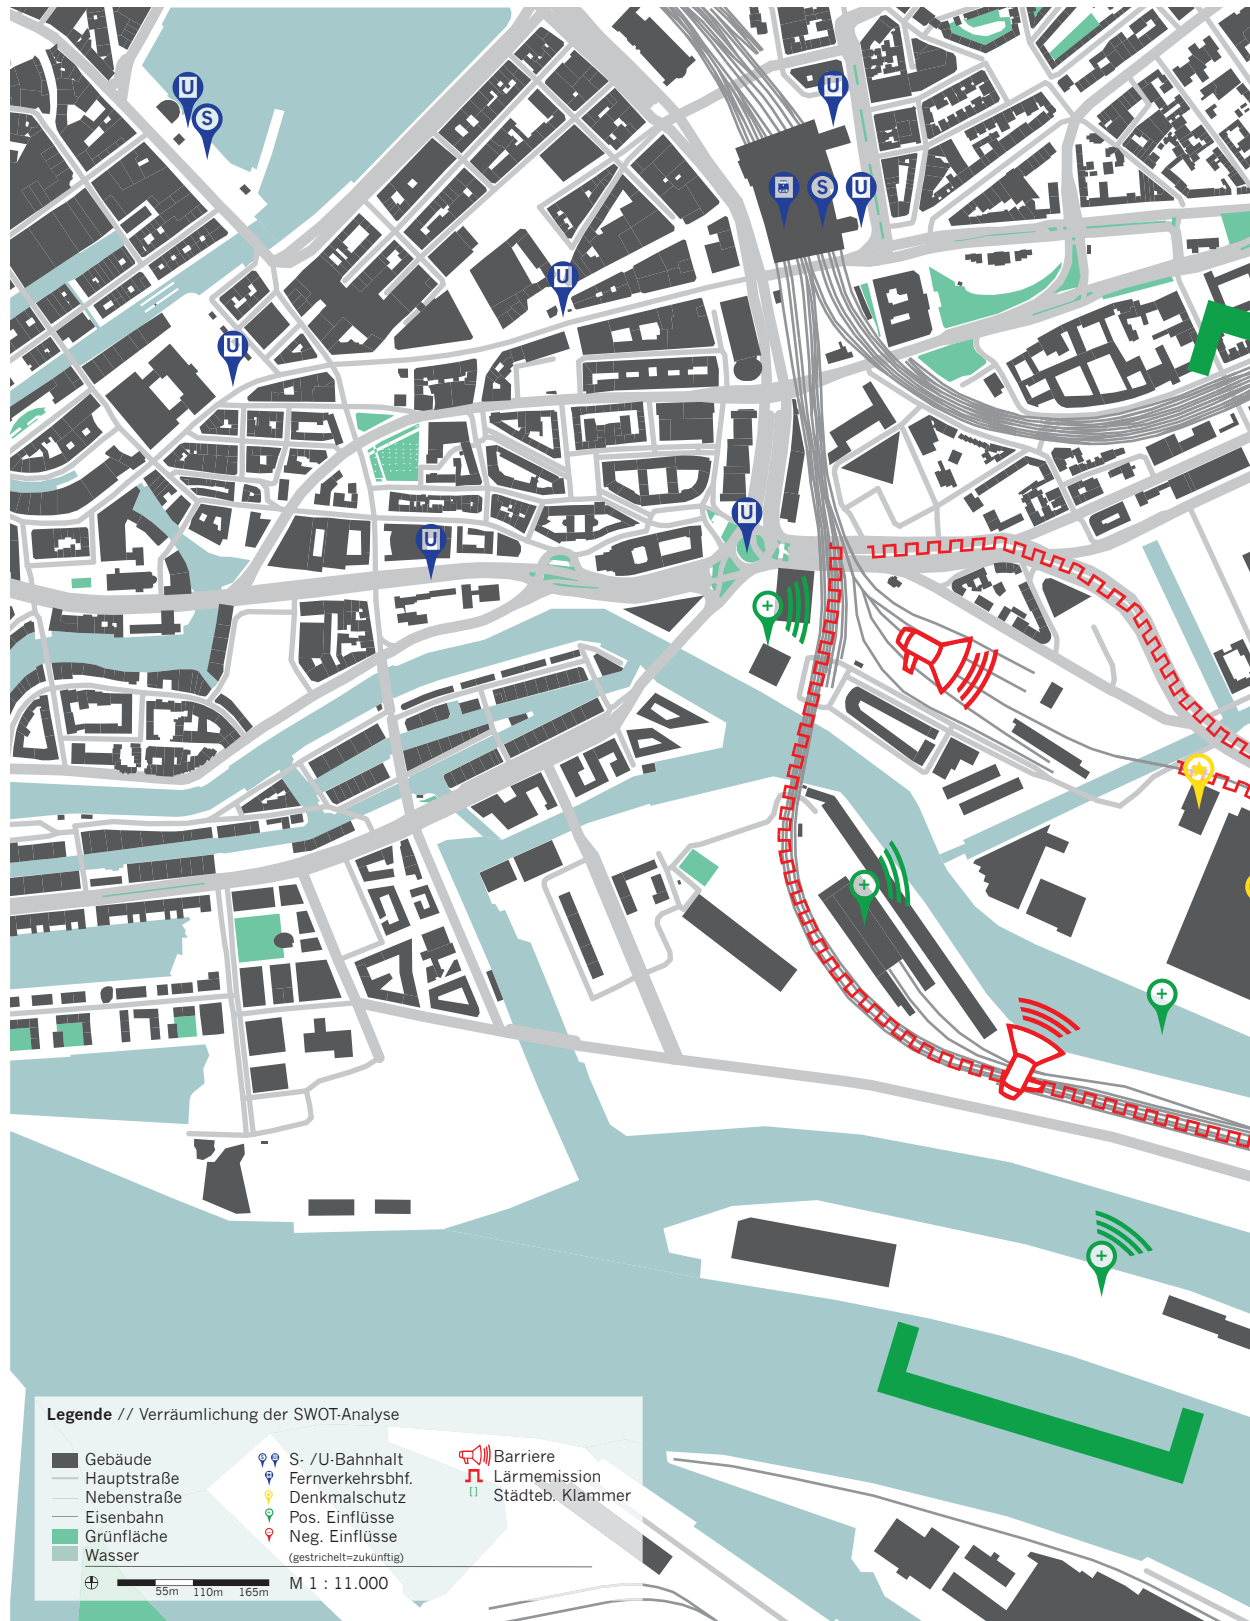 U
S
U
S
U
U
U
U
U
Legende // Verräumlichung der SWOT-Analyse
Gebäude
Hauptstraße
Nebenstraße
Eisenbahn
Grünfläche
Wasser
S- /U-Bahnhalt
Fernverkehrsbhf.
Denkmalschutz
Pos. Einflüsse
Neg. Einflüsse
(gestrichelt=zukünftig)
Barriere
Lärmemission
Städteb. Klammer
55m 110m 165m
M 1 : 11.000